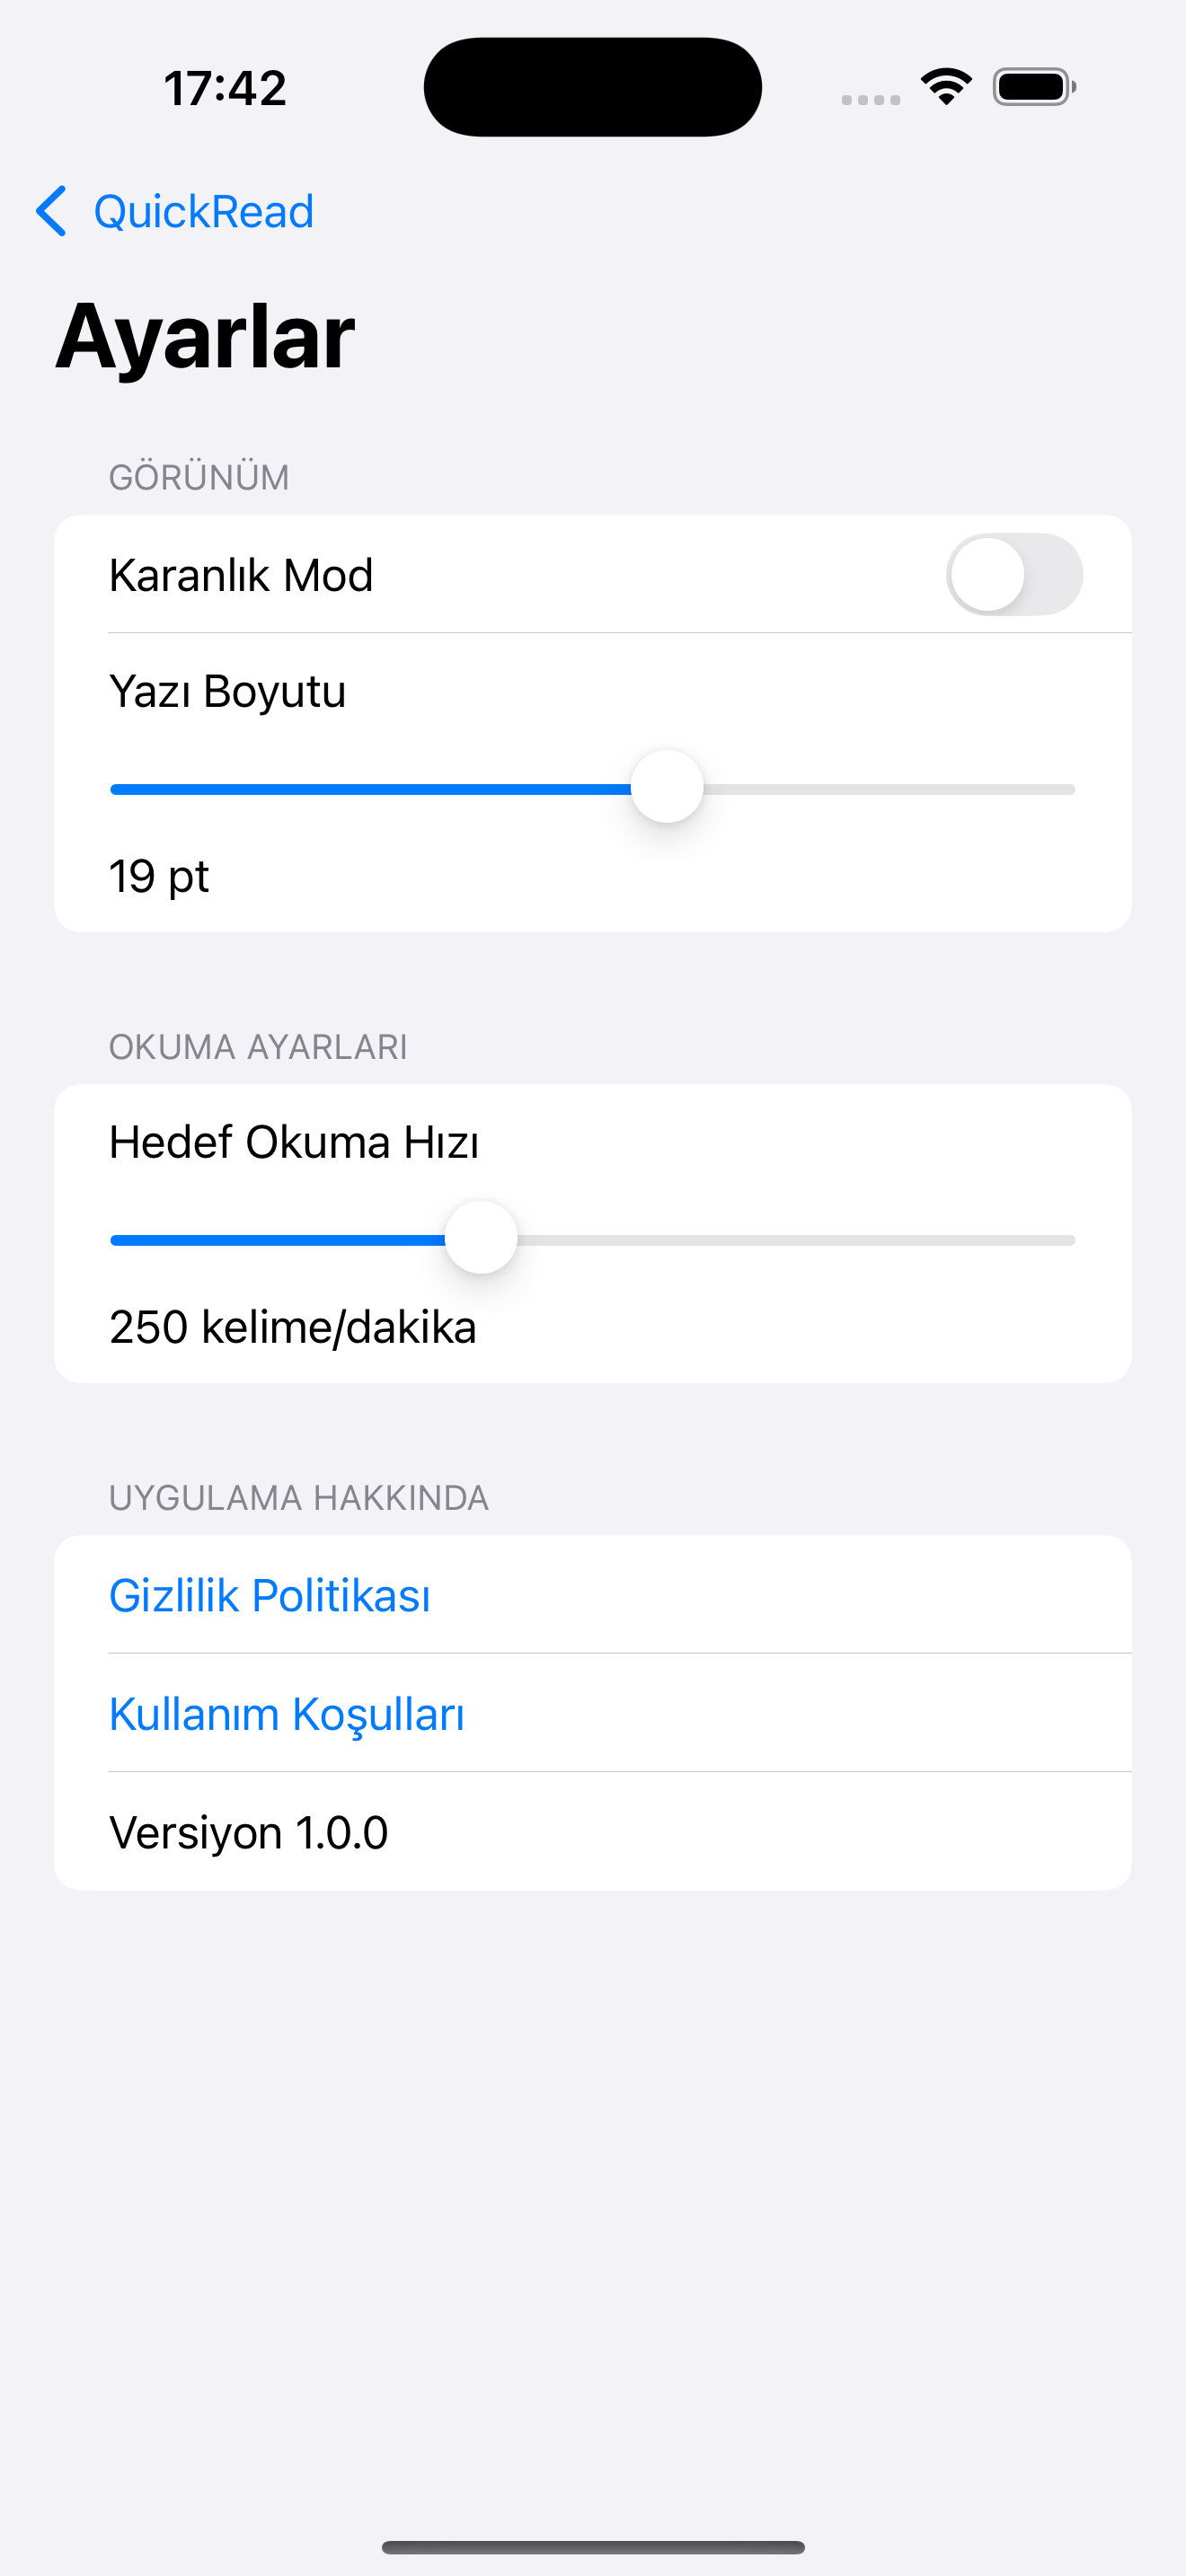 17:42
QuickRead
Ayarlar
GÖRÜNÜM
Karanlık Mod
Yazı Boyutu
19 pt
OKUMA AYARLARI
Hedef Okuma Hızı
250 kelime/dakika
UYGULAMA HAKKINDA
Gizlilik Politikası
Kullanım Koşulları
Versiyon 1.0.0